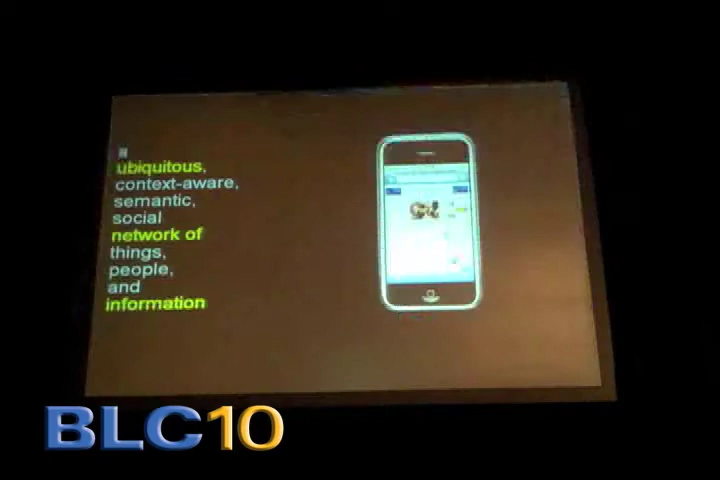 a
ubiquitous,
context-aware,
semantic,
social
network of
things,
people,
and
information
BLC10